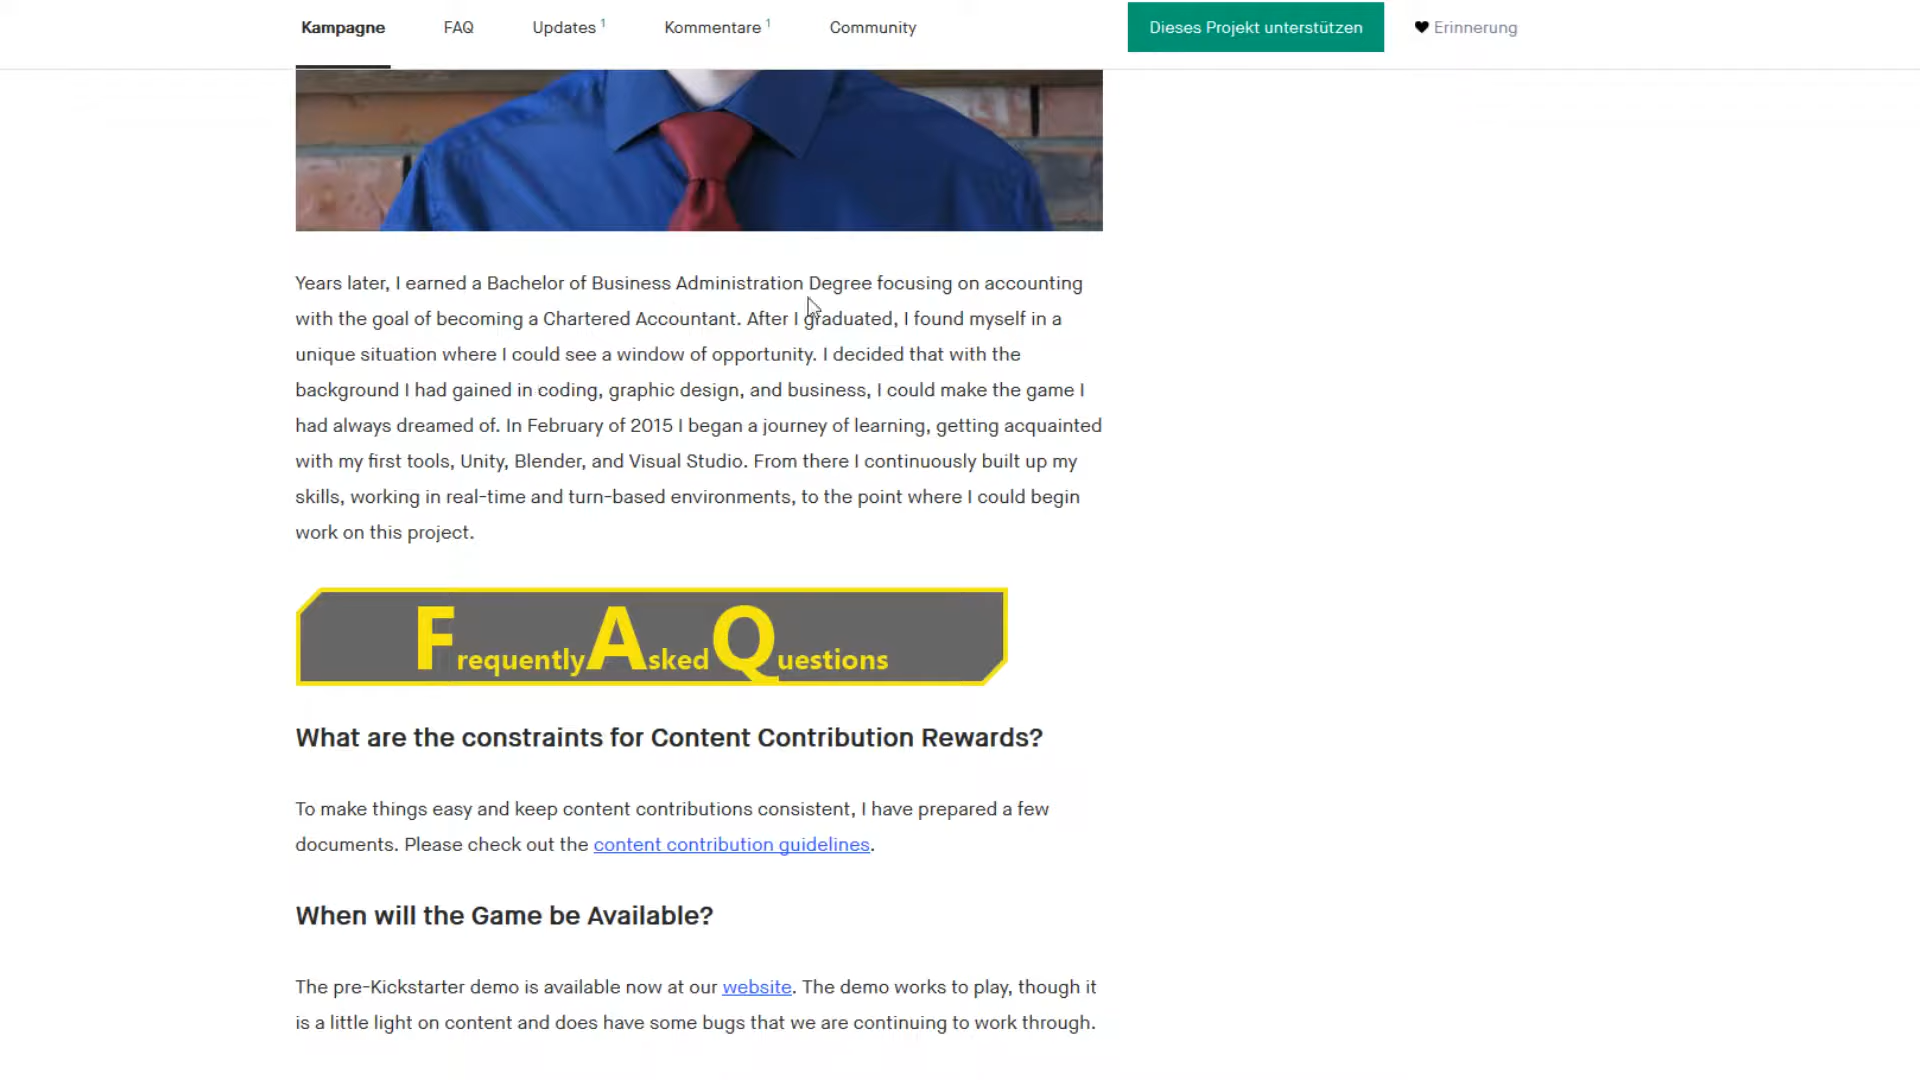 Kampagne FAQ Updates 1 Kommentare 1 Community Dieses Projekt unterstützen Erinnerung
Years later, I earned a Bachelor of Business Administration Degree focusing on accounting
with the goal of becoming a Chartered Accountant. After I graduated, I found myself in a
unique situation where I could see a window of opportunity. I decided that with the
background I had gained in coding, graphic design, and business, I could make the game I
had always dreamed of. In February of 2015 I began a journey of learning, getting acquainted
with my first tools, Unity, Blender, and Visual Studio. From there I continuously built up my
skills, working in real-time and turn-based environments, to the point where I could begin
work on this project.
Frequently Asked Questions
What are the constraints for Content Contribution Rewards?
To make things easy and keep content contributions consistent, I have prepared a few
documents. Please check out the content contribution guidelines.
When will the Game be Available?
The pre-Kickstarter demo is available now at our website. The demo works to play, though it
is a little light on content and does have some bugs that we are continuing to work through.